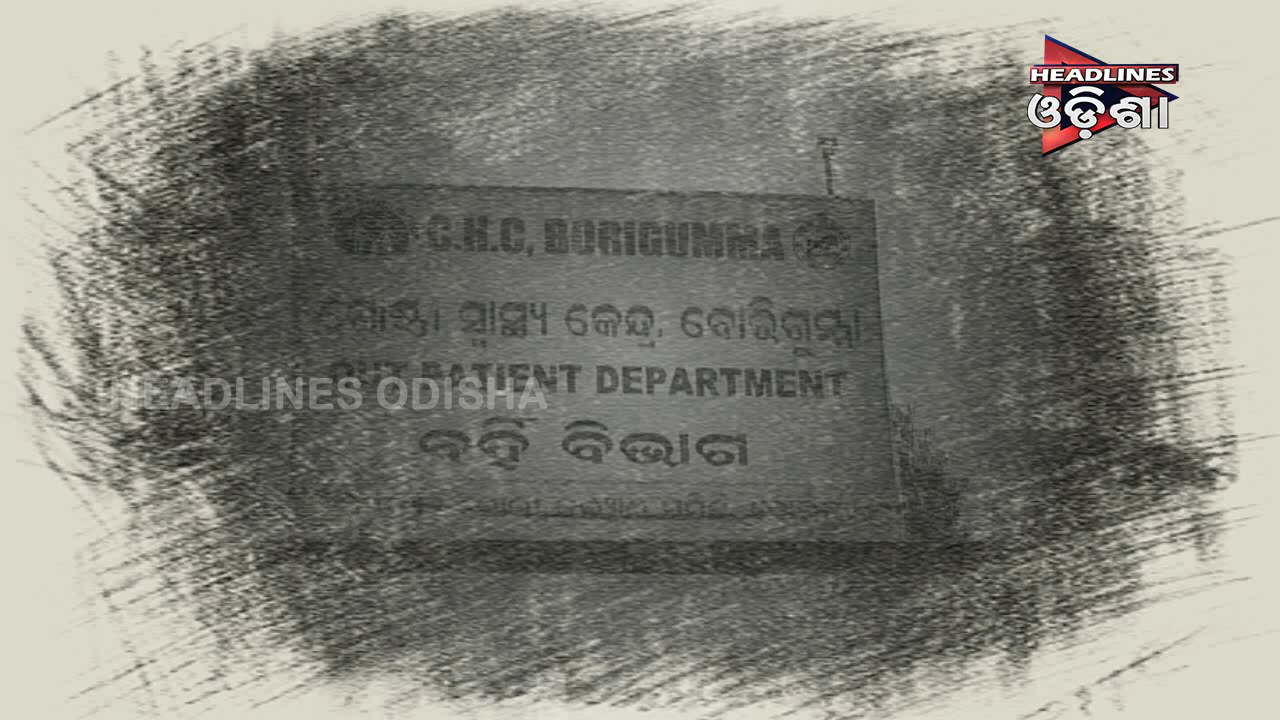 HEADLINES
ଓଡ଼ିଶା
C.H.C, BORIGUMMA
ସ୍ୱାସ୍ଥ୍ୟ କେନ୍ଦ୍ର, ବୋରିଗୁମ୍ମା
OUT PATIENT DEPARTMENT
HEADLINES ODISHA
ବହିଁ ବିଭାଗ